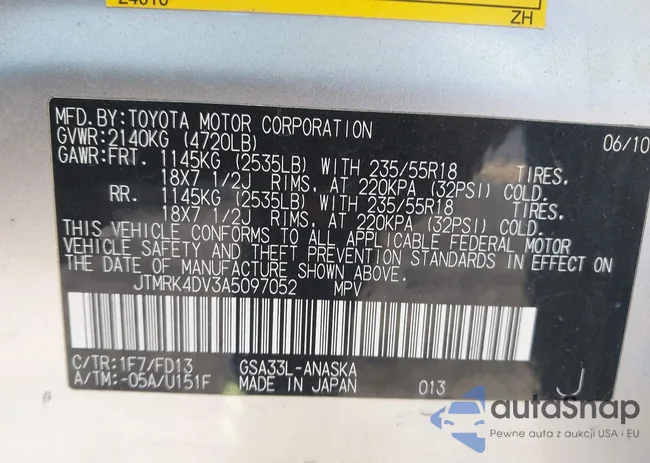 ZH
MFD.BY:TOYOTA MOTOR CORPORATION 06/10
GVWR:2140KG (4720LB)
GAWR:FRT. 1145KG (2535LB) WITH 235/55R18 TIRES,
18X7 1/2J RIMS, AT 220KPA (32PSI) COLD.
RR. 1145KG (2535LB) WITH 235/55R18 TIRES,
18X7 1/2J RIMS, AT 220KPA (32PSI) COLD.
THIS VEHICLE CONFORMS TO ALL APPLICABLE FEDERAL MOTOR
VEHICLE SAFETY AND THEFT PREVENTION STANDARDS IN EFFECT ON
THE DATE OF MANUFACTURE SHOWN ABOVE.
JTMRK4DV3A5097052 MPV
C/TR:1F7/FD13 GSA33L-ANASKA
A/TM:-05A/U151F MADE IN JAPAN 013 J
autoSnap
Pewne auta z aukcji USA i EU